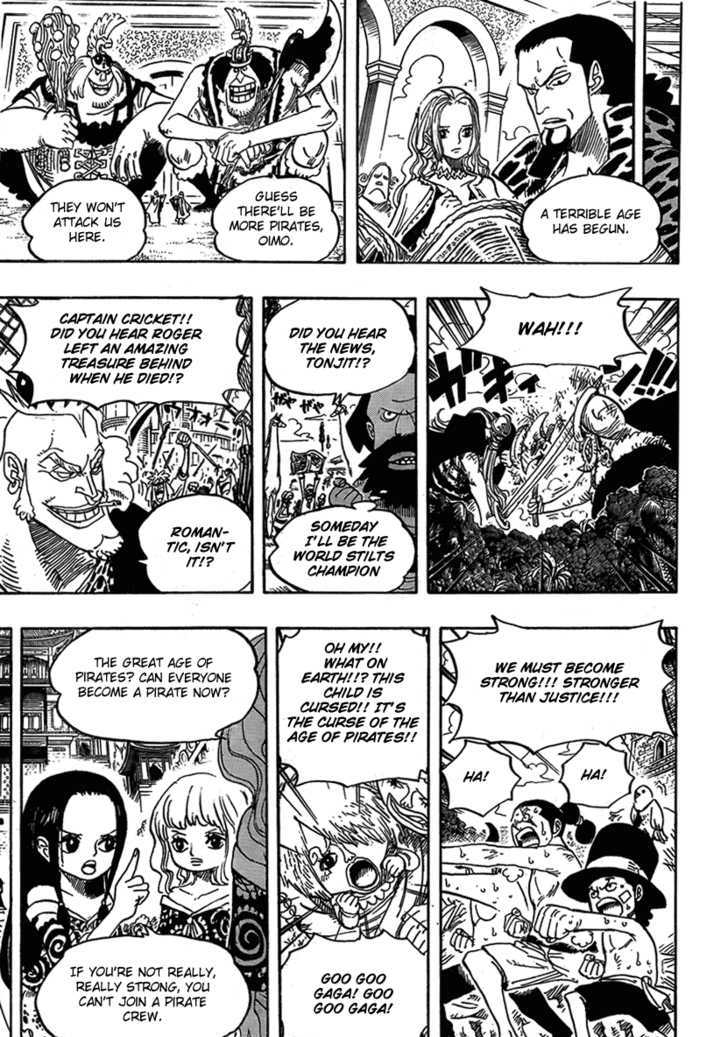 A TERRIBLE AGE
HAS BEGUN.
GUESS
THERE'LL BE
MORE PIRATES,
OIMO.
THEY WON'T
ATTACK US
HERE.
WAH!!!
DID YOU HEAR
THE NEWS,
TONJIT!?
SOMEDAY
I'LL BE THE
WORLD STILTS
CHAMPION
CAPTAIN CRICKET!!
DID YOU HEAR ROGER
LEFT AN AMAZING
TREASURE BEHIND
WHEN HE DIED!?
ROMAN-
TIC, ISN'T
IT!?
WE MUST BECOME
STRONG!!! STRONGER
THAN JUSTICE!!!
HA!
HA!
OH MY!!
WHAT ON
EARTH!!? THIS
CHILD IS
CURSED!! IT'S
THE CURSE OF THE
AGE OF PIRATES!!
GOO GOO
GAGA! GOO
GOO GAGA!
THE GREAT AGE OF
PIRATES? CAN EVERYONE
BECOME A PIRATE NOW?
IF YOU'RE NOT REALLY,
REALLY STRONG, YOU
CAN'T JOIN A PIRATE
CREW.